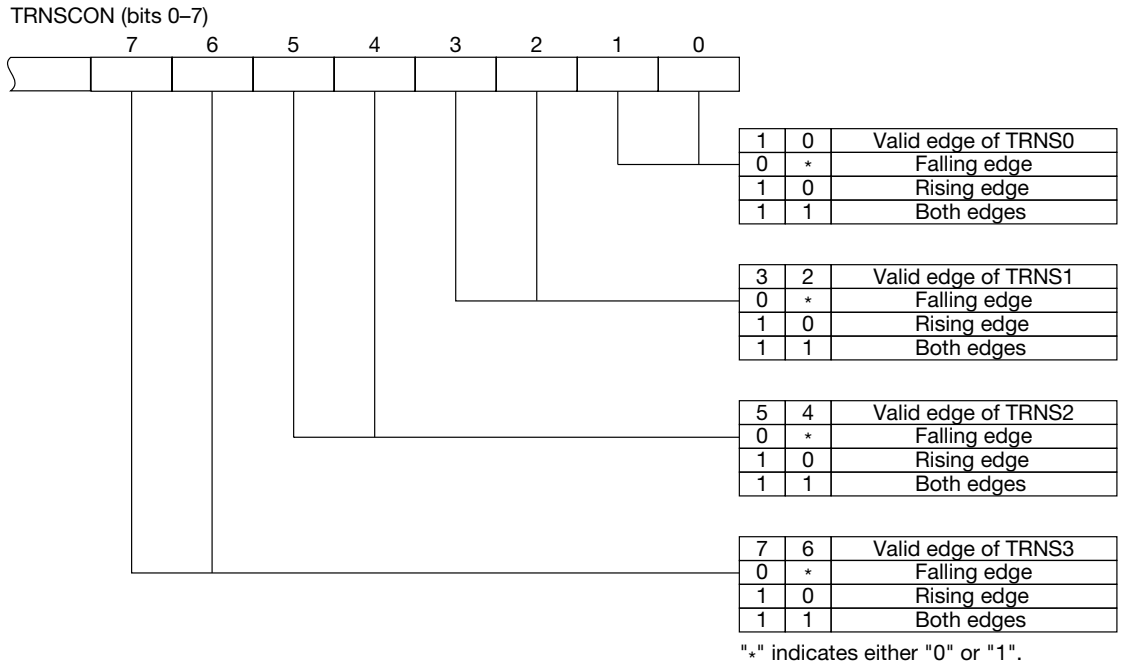 TRNSCON (bits 0–7)
7 6 5 4 3 2 1 0
1 0 Valid edge of TRNS0
0 * Falling edge
1 0 Rising edge
1 1 Both edges
3 2 Valid edge of TRNS1
0 * Falling edge
1 0 Rising edge
1 1 Both edges
5 4 Valid edge of TRNS2
0 * Falling edge
1 0 Rising edge
1 1 Both edges
7 6 Valid edge of TRNS3
0 * Falling edge
1 0 Rising edge
1 1 Both edges
"*" indicates either "0" or "1".